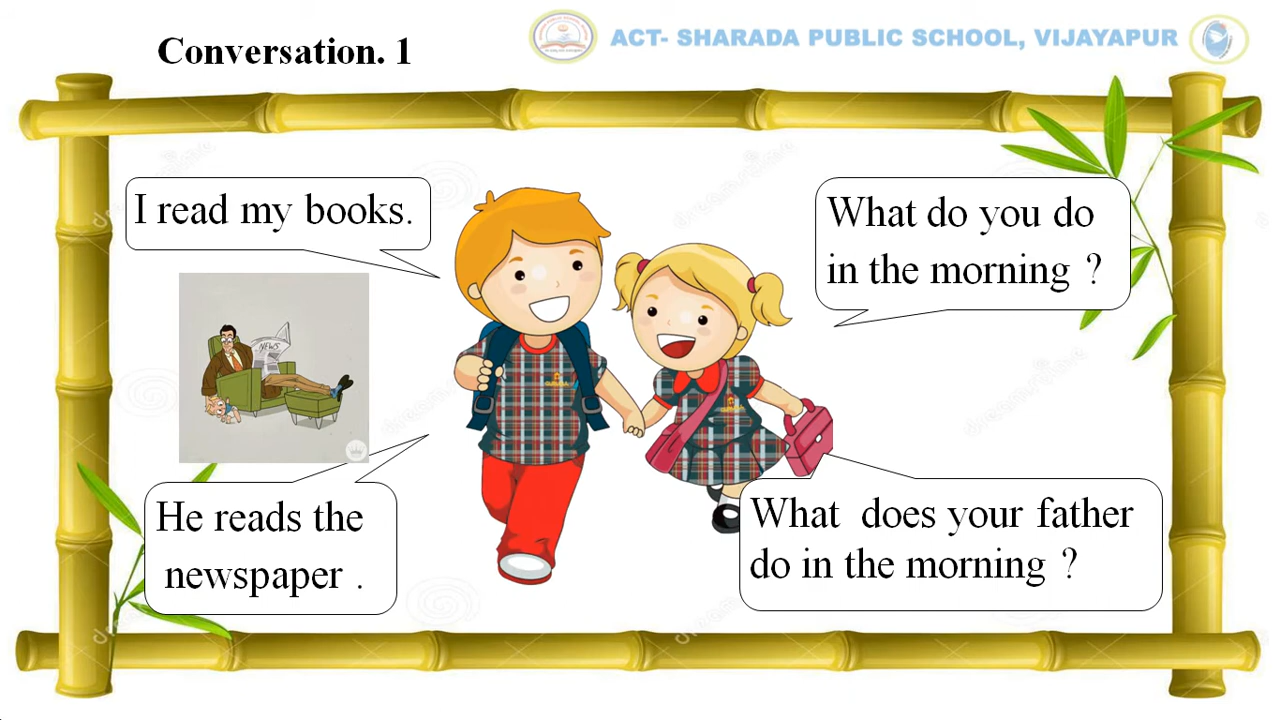 Conversation. 1
ACT- SHARADA PUBLIC SCHOOL, VIJAYAPUR
What do you do
in the morning ?
I read my books.
NEWS
What does your father
do in the morning ?
He reads the
newspaper .